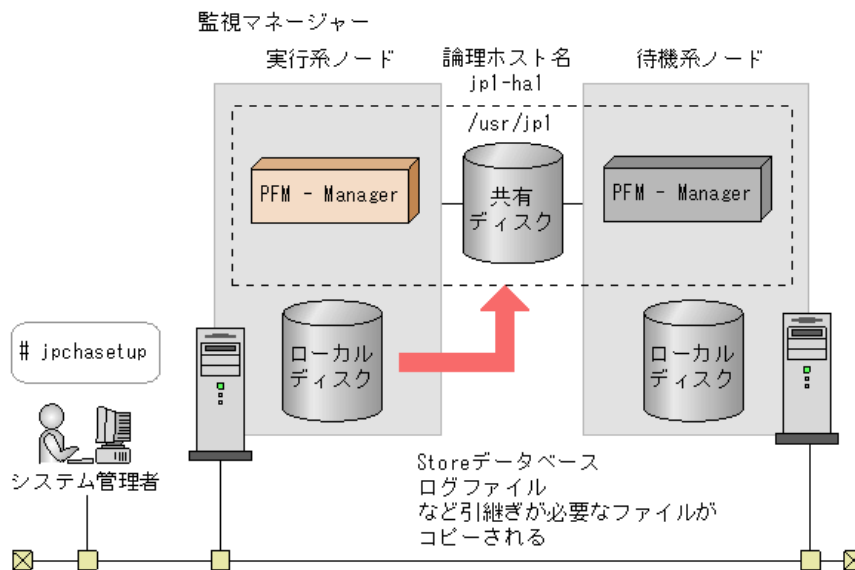 監視マネージャー
実行系ノード
論理ホスト名
jp1-ha1
待機系ノード
/usr/jp1
PFM - Manager
共有
ディスク
PFM - Manager
# jpchasetup
ローカル
ディスク
ローカル
ディスク
システム管理者
Storeデータベース
ログファイル
など引継ぎが必要なファイルが
コピーされる